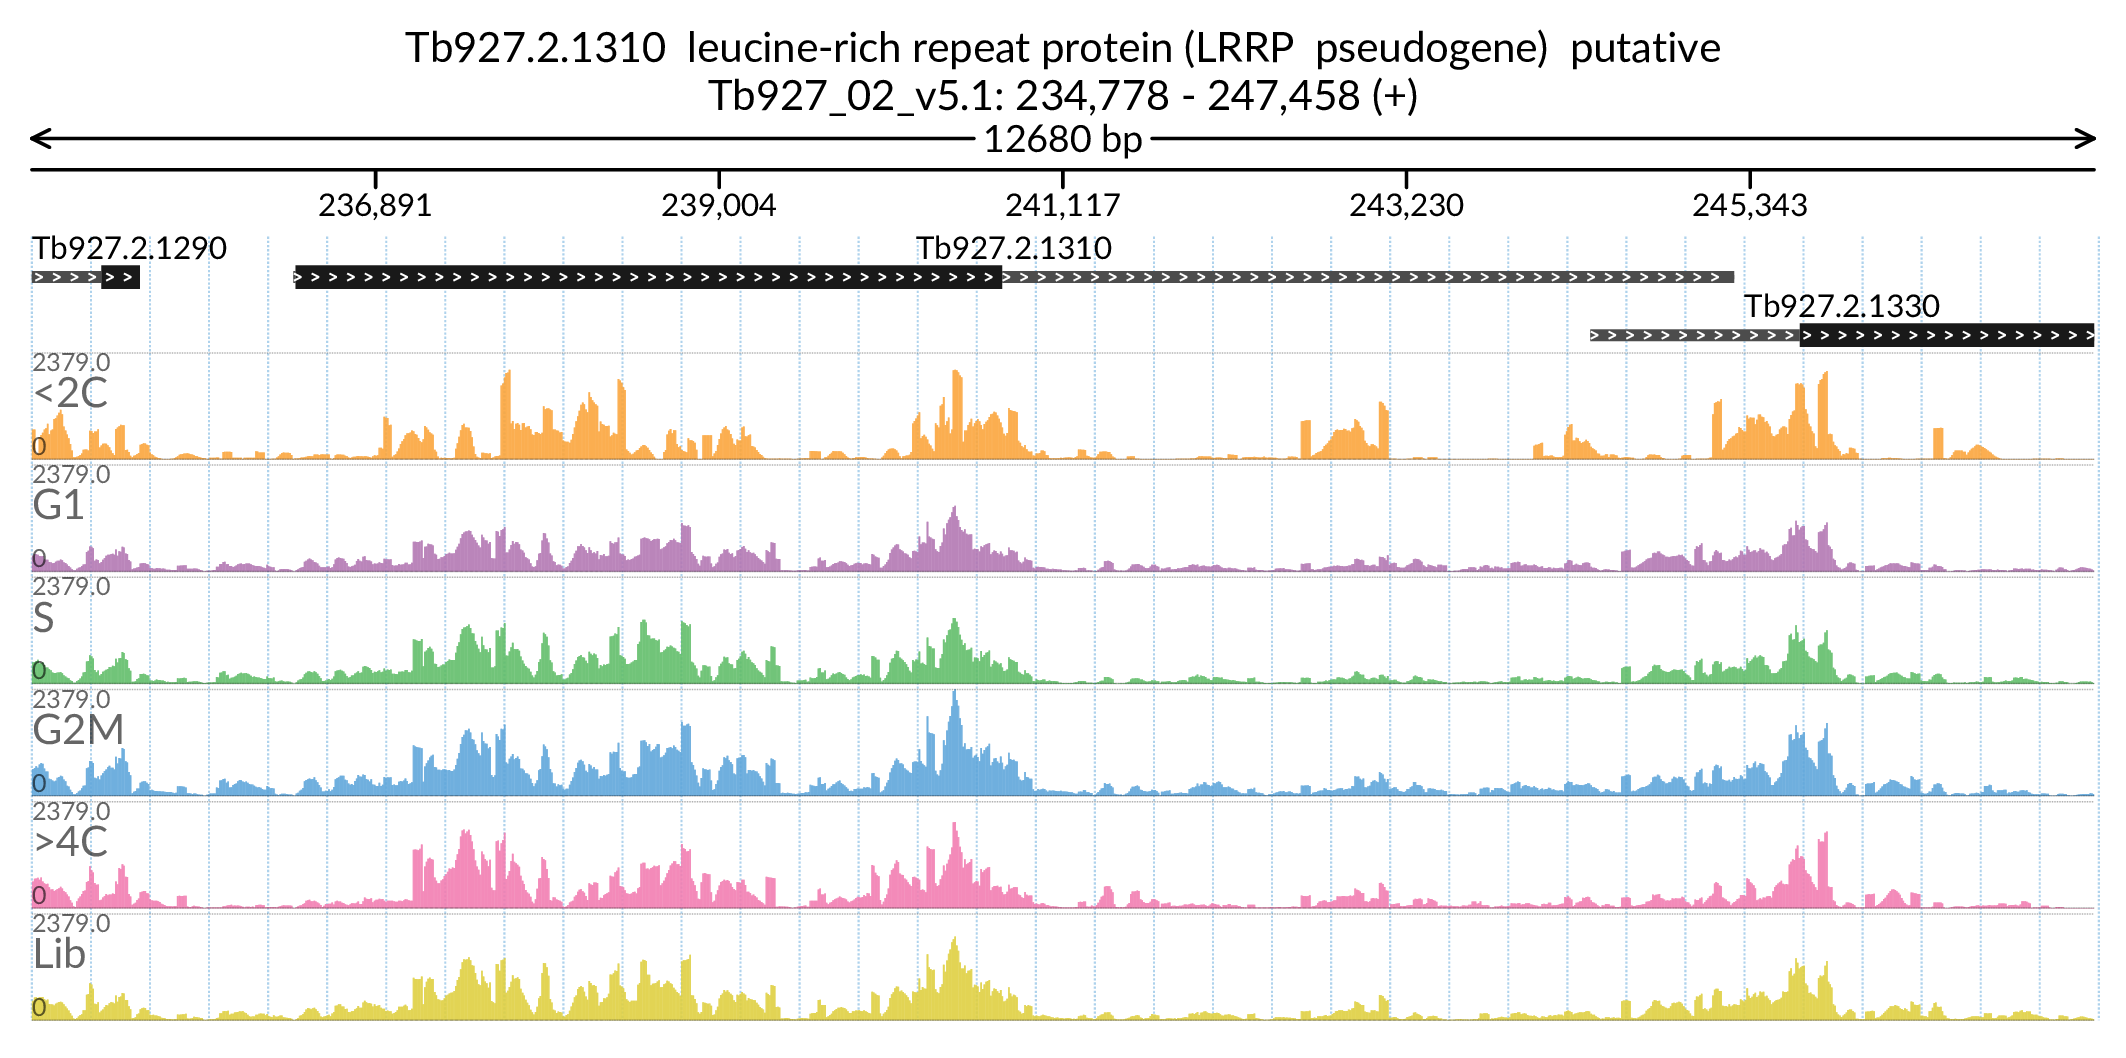 Tb927.2.1310 leucine-rich repeat protein (LRRP pseudogene) putative
Tb927_02_v5.1: 234,778 - 247,458 (+)
12680 bp
236,891 239,004 241,117 243,230 245,343
Tb927.2.1290 Tb927.2.1310
Tb927.2.1330
2379.0
<2C
0
2379.0
G1
0
2379.0
S
0
2379.0
G2M
0
2379.0
>4C
0
2379.0
Lib
0